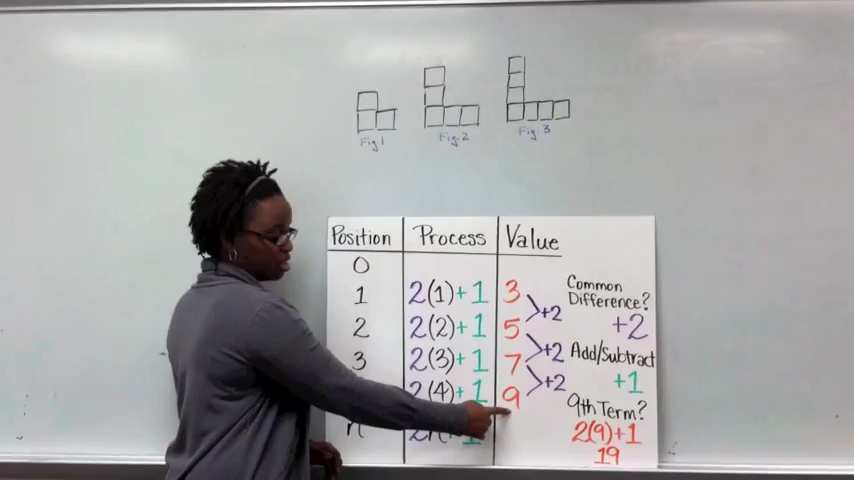 Fig.1 Fig.2 Fig.3
Position Process Value
0
1 2(1)+1 3
2 2(2)+1 5
3 2(3)+1 7
2(4)+1 9
n
+2
+2
+2
Common
Difference?
+2
Add/Subtract
+1
9th Term?
2(9)+1
19